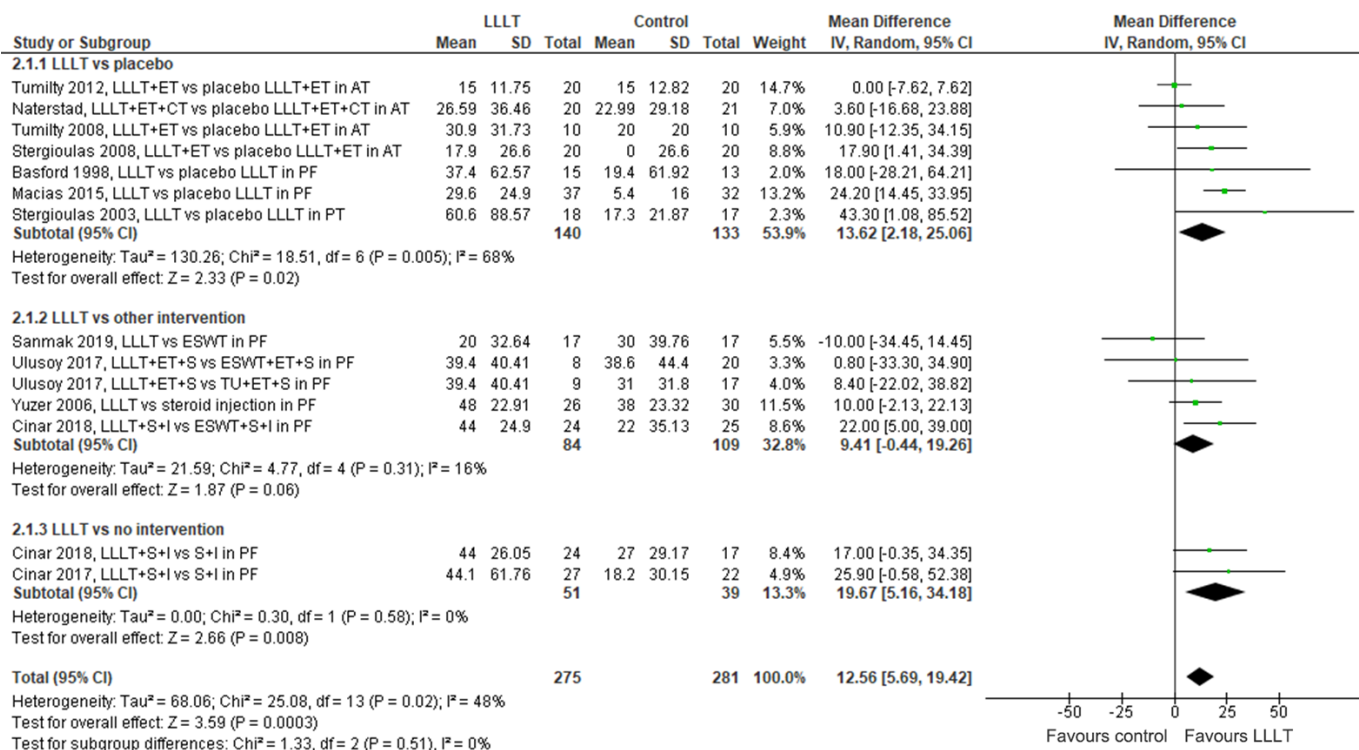 LLLT Control Mean Difference Mean Difference
Study or Subgroup Mean SD Total Mean SD Total Weight IV, Random, 95% CI IV, Random, 95% CI
2.1.1 LLLT vs placebo
Tumilty 2012, LLLT+ET vs placebo LLLT+ET in AT 15 11.75 20 15 12.82 20 14.7% 0.00 [-7.62, 7.62]
Naterstad, LLLT+ET+CT vs placebo LLLT+ET+CT in AT 26.59 36.46 20 22.99 29.18 21 7.0% 3.60 [-16.68, 23.88]
Tumilty 2008, LLLT+ET vs placebo LLLT+ET in AT 30.9 31.73 10 20 20 10 5.9% 10.90 [-12.35, 34.15]
Stergioulas 2008, LLLT+ET vs placebo LLLT+ET in AT 17.9 26.6 20 0 26.6 20 8.8% 17.90 [1.41, 34.39]
Basford 1998, LLLT vs placebo LLLT in PF 37.4 62.57 15 19.4 61.92 13 2.0% 18.00 [-28.21, 64.21]
Macias 2015, LLLT vs placebo LLLT in PF 29.6 24.9 37 5.4 16 32 13.2% 24.20 [14.45, 33.95]
Stergioulas 2003, LLLT vs placebo LLLT in PT 60.6 88.57 18 17.3 21.87 17 2.3% 43.30 [1.08, 85.52]
Subtotal (95% CI) 140 133 53.9% 13.62 [2.18, 25.06]
Heterogeneity: Tau² = 130.26; Chi² = 18.51, df = 6 (P = 0.005); I² = 68%
Test for overall effect: Z = 2.33 (P = 0.02)
2.1.2 LLLT vs other intervention
Sanmak 2019, LLLT vs ESWT in PF 20 32.64 17 30 39.76 17 5.5% -10.00 [-34.45, 14.45]
Ulusoy 2017, LLLT+ET+S vs ESWT+ET+S in PF 39.4 40.41 8 38.6 44.4 20 3.3% 0.80 [-33.30, 34.90]
Ulusoy 2017, LLLT+ET+S vs TU+ET+S in PF 39.4 40.41 9 31 31.8 17 4.0% 8.40 [-22.02, 38.82]
Yuzer 2006, LLLT vs steroid injection in PF 48 22.91 26 38 23.32 30 11.5% 10.00 [-2.13, 22.13]
Cinar 2018, LLLT+S+I vs ESWT+S+I in PF 44 24.9 24 22 35.13 25 8.6% 22.00 [5.00, 39.00]
Subtotal (95% CI) 84 109 32.8% 9.41 [-0.44, 19.26]
Heterogeneity: Tau² = 21.59; Chi² = 4.77, df = 4 (P = 0.31); I² = 16%
Test for overall effect: Z = 1.87 (P = 0.06)
2.1.3 LLLT vs no intervention
Cinar 2018, LLLT+S+I vs S+I in PF 44 26.05 24 27 29.17 17 8.4% 17.00 [-0.35, 34.35]
Cinar 2017, LLLT+S+I vs S+I in PF 44.1 61.76 27 18.2 30.15 22 4.9% 25.90 [-0.58, 52.38]
Subtotal (95% CI) 51 39 13.3% 19.67 [5.16, 34.18]
Heterogeneity: Tau² = 0.00; Chi² = 0.30, df = 1 (P = 0.58); I² = 0%
Test for overall effect: Z = 2.66 (P = 0.008)
Total (95% CI) 275 281 100.0% 12.56 [5.69, 19.42]
Heterogeneity: Tau² = 68.06; Chi² = 25.08, df = 13 (P = 0.02); I² = 48%
Test for overall effect: Z = 3.59 (P = 0.0003)
Test for subgroup differences: Chi² = 1.33, df = 2 (P = 0.51), I² = 0%
-50 -25 0 25 50
Favours control Favours LLLT